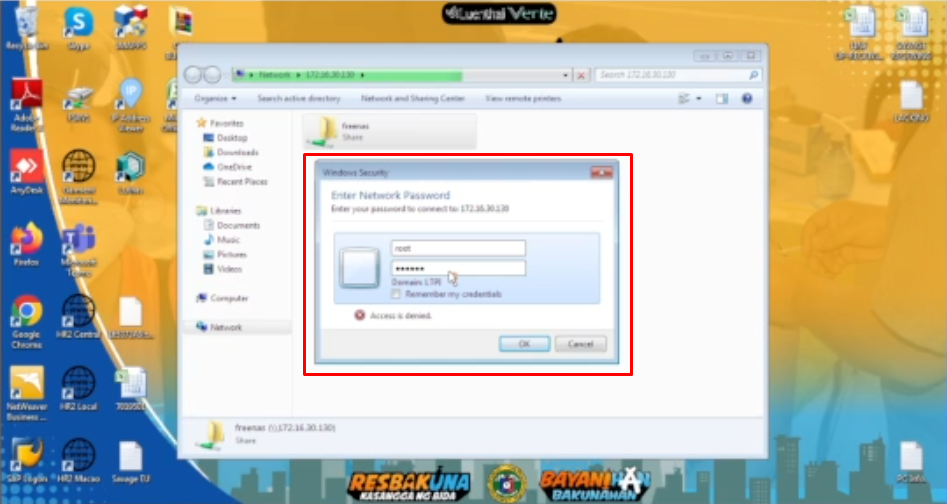 Luenthai Verte
Skype
Network ▸ 172.16.30.130 ▸
Search 172.16.30.130
Organize
Search active directory
Network and Sharing Center
View remote printers
Adobe
Reader
IP Address
Viewer
AnyDesk
Firefox
Microsoft
Teams
Google
Chrome
HR2 Central
NetWeaver
Business ...
HR2 Local
SAP Logon
HR2 Macao
Savage DJ
Favorites
Desktop
Downloads
OneDrive
Recent Places
Libraries
Documents
Music
Pictures
Videos
Computer
Network
freenas
Share
Windows Security
Enter Network Password
Enter your password to connect to: 172.16.30.130
root
••••••
Domain: LTPI
Remember my credentials
Access is denied.
OK
Cancel
freenas (\\172.16.30.130)
Share
PACKING
PC Info
RESBAKUNA
KASANGGA NG BIDA
BAYANIHAN
BAKUNAHAN